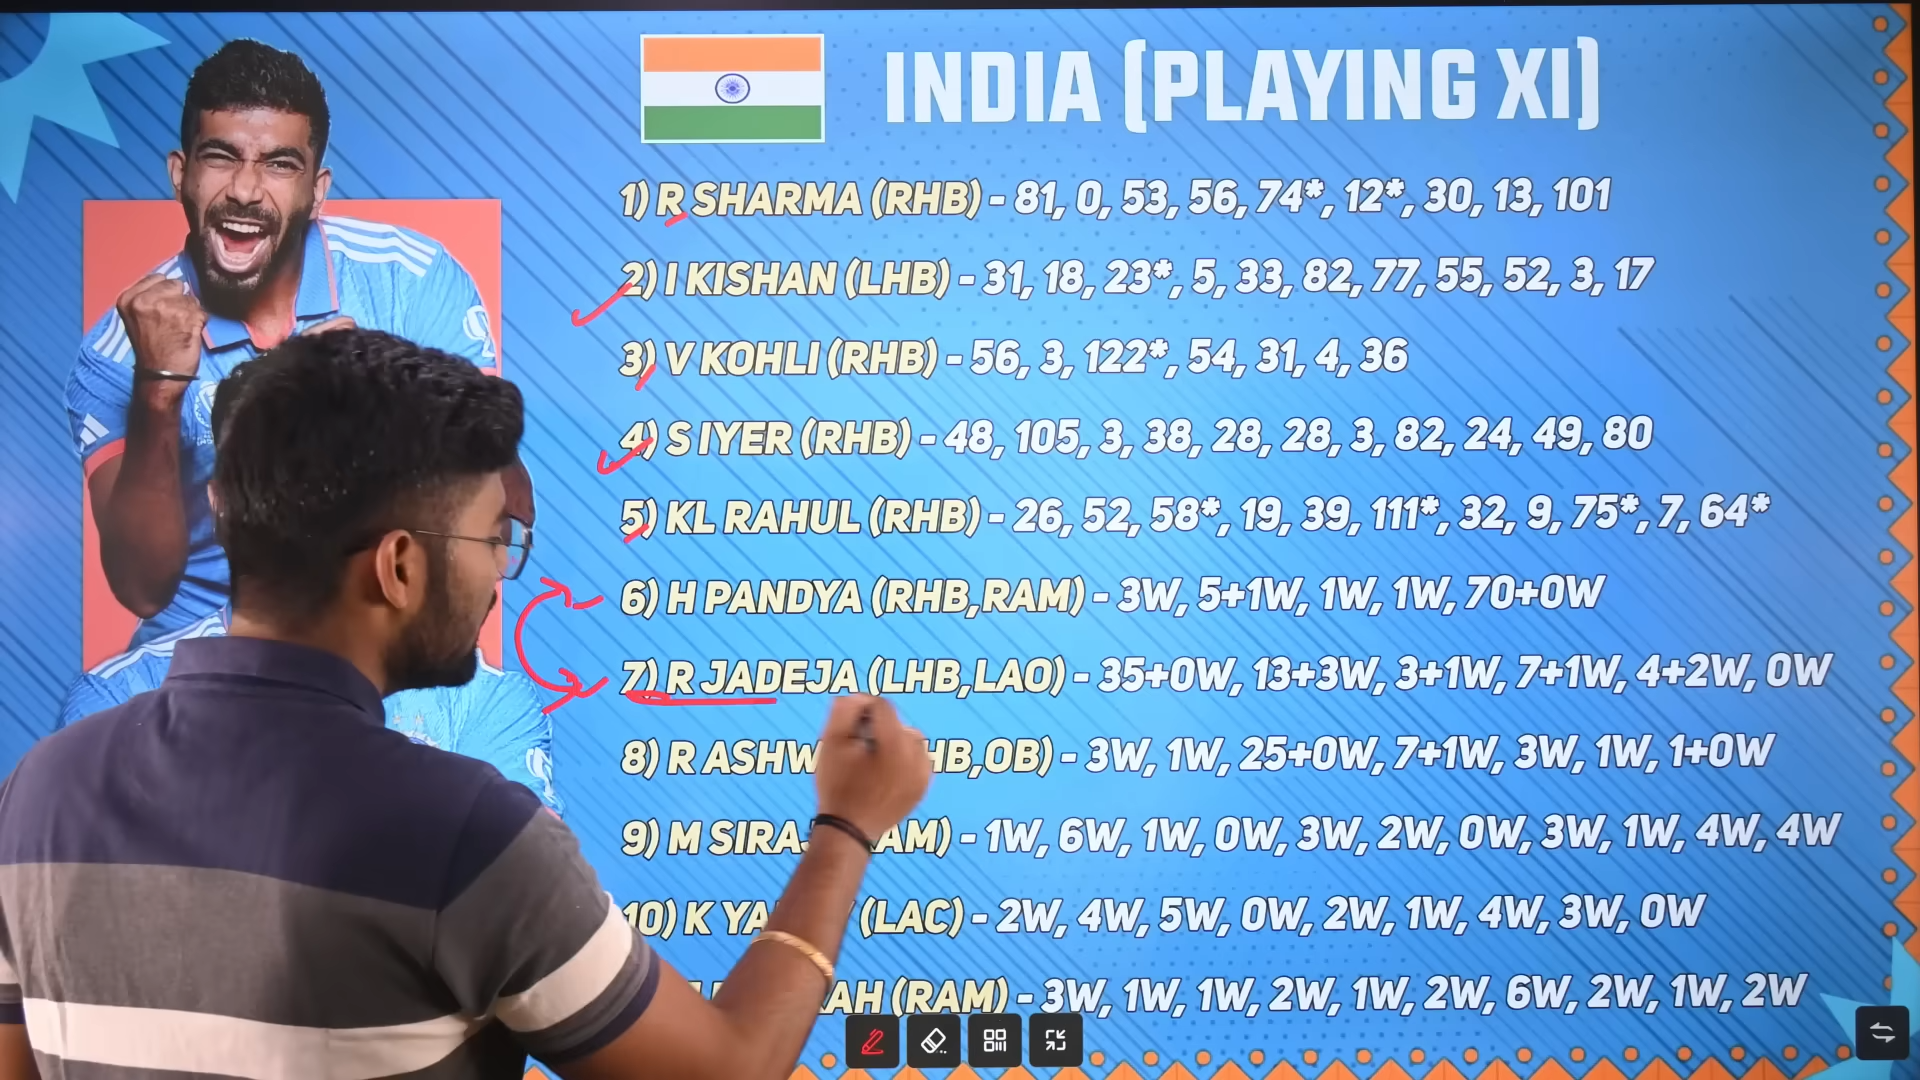 INDIA (PLAYING XI)
1) R SHARMA (RHB) - 81, 0, 53, 56, 74*, 12*, 30, 13, 101
2) I KISHAN (LHB) - 31, 18, 23*, 5, 33, 82, 77, 55, 52, 3, 17
3) V KOHLI (RHB) - 56, 3, 122*, 54, 31, 4, 36
4) S IYER (RHB) - 48, 105, 3, 38, 28, 28, 3, 82, 24, 49, 80
5) KL RAHUL (RHB) - 26, 52, 58*, 19, 39, 111*, 32, 9, 75*, 7, 64*
6) H PANDYA (RHB,RAM) - 3W, 5+1W, 1W, 1W, 70+0W
7) R JADEJA (LHB,LAO) - 35+0W, 13+3W, 3+1W, 7+1W, 4+2W, 0W
8) R - 3W, 1W, 25+0W, 7+1W, 3W, 1W, 1+0W
9) M - 1W, 6W, 1W, 0W, 3W, 2W, 0W, 3W, 1W, 4W, 4W
10) K (LAC) - 2W, 4W, 5W, 0W, 2W, 1W, 4W, 3W, 0W
(RAM) - 3W, 1W, 1W, 2W, 1W, 2W, 6W, 2W, 1W, 2W